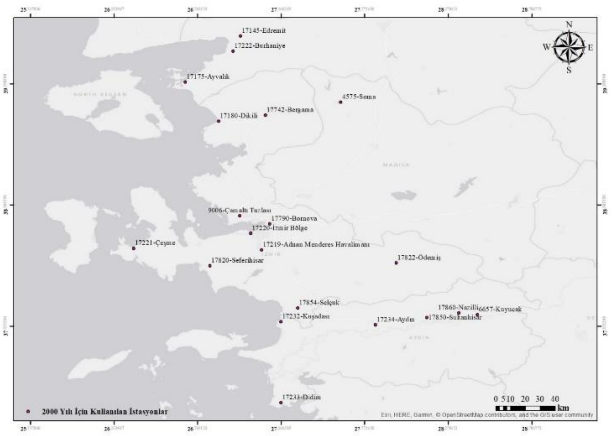 N
W E
S
17145-Edremit
17222-Burhaniye
17175-Ayvalık
4575-Soma
17742-Bergama
17180-Dikili
MANISA
9006-Çamaltı Tuzlası
17790-Bornova
17220-İzmir Bölge
17221-Çeşme
17219-Adnan Menderes Havalimanı
IZMIR
17820-Seferihisar
17822-Ödemiş
17854-Selçuk
17860-Nazilli
6657-Kuyucak
17232-Kuşadası
17234-Aydın
17850-Sultanhisar
AYDIN
17233-Didim
2000 Yılı İçin Kullanılan İstasyonlar
0 5 10 20 30 40
km
Esri, HERE, Garmin, © OpenStreetMap contributors, and the GIS user community